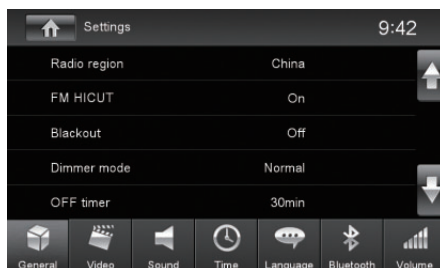 Settings 9:42
Radio region China
FM HICUT On
Blackout Off
Dimmer mode Normal
OFF timer 30min
General Video Sound Time Language Bluetooth Volume